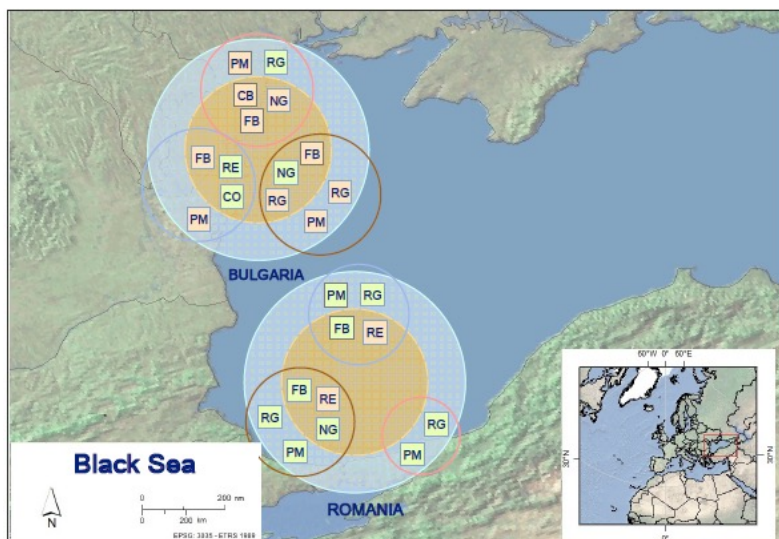 PM RG
CB NG
FB
FB RE NG FB
CO RG RG
PM PM
BULGARIA
PM RG
FB RE
FB RE
RG NG RG
PM PM
ROMANIA
Black Sea
N
0 200 nm
0 200 km
EPSG: 3035 - ETRS 1989
50°W 0° 50°E
30°N 30°N